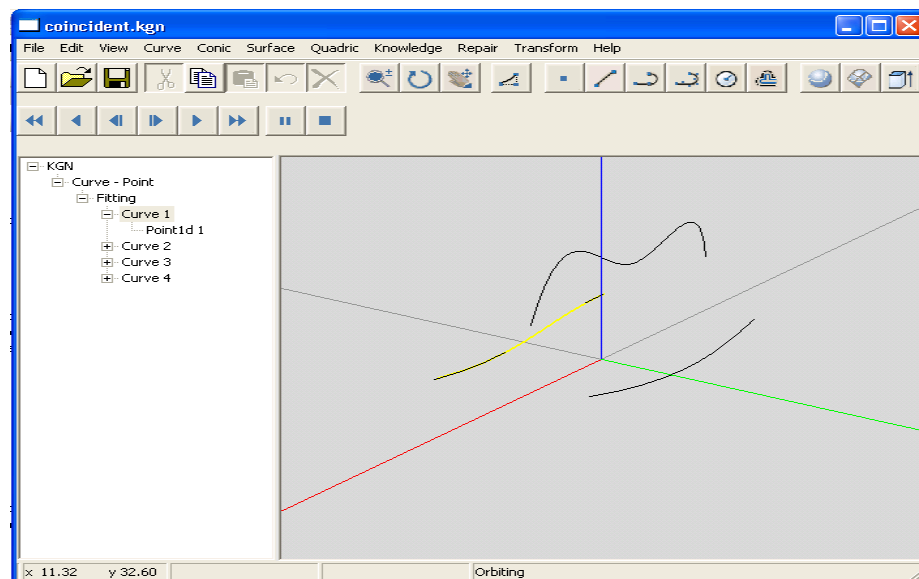 coincident.kgn
File Edit View Curve Conic Surface Quadric Knowledge Repair Transform Help
KGN
Curve - Point
Fitting
Curve 1
Point1d 1
Curve 2
Curve 3
Curve 4
x 11.32 y 32.60 Orbiting